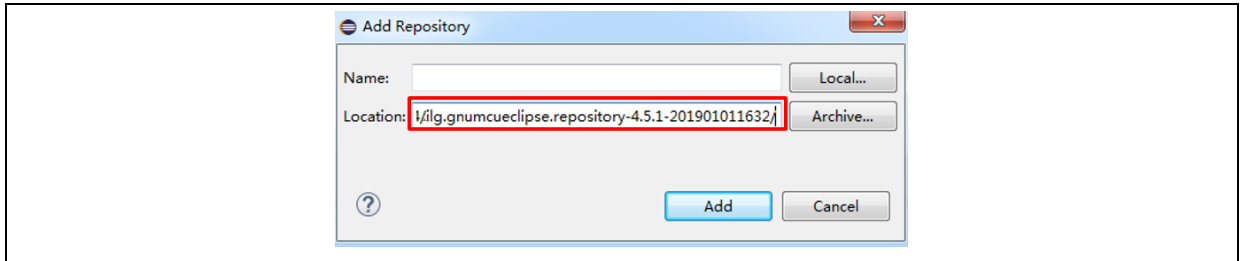 Add Repository
Name:
Local...
Location:
/ilg.gnumcueclipse.repository-4.5.1-201901011632/
Archive...
?
Add
Cancel